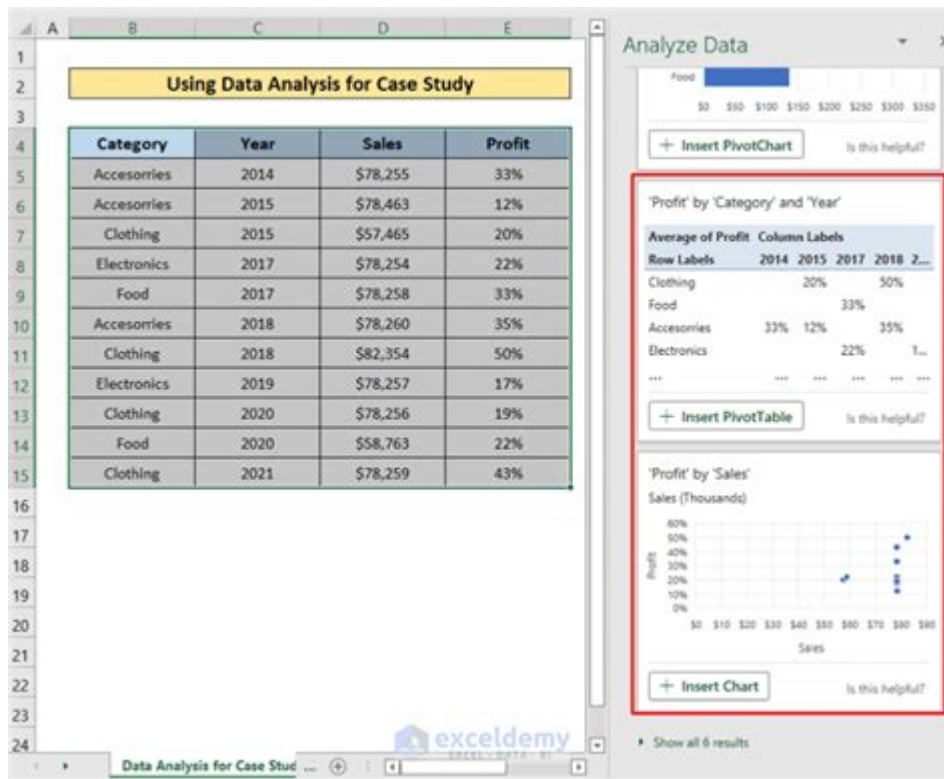 A B C D E
1
2 Using Data Analysis for Case Study
3
4 Category Year Sales Profit
5 Accesorries 2014 $78,255 33%
6 Accesorries 2015 $78,463 12%
7 Clothing 2015 $57,465 20%
8 Electronics 2017 $78,254 22%
9 Food 2017 $78,258 33%
10 Accesorries 2018 $78,260 35%
11 Clothing 2018 $82,354 50%
12 Electronics 2019 $78,257 17%
13 Clothing 2020 $78,256 19%
14 Food 2020 $58,763 22%
15 Clothing 2021 $78,259 43%
16
17
18
19
20
21
22
23
24
exceldemy
EXCEL - DATA - BI
Data Analysis for Case Stud ...
Analyze Data
Food
$0 $50 $100 $150 $200 $250 $300 $350
+ Insert PivotChart Is this helpful?
'Profit' by 'Category' and 'Year'
Average of Profit Column Labels
Row Labels 2014 2015 2017 2018 2...
Clothing 20% 50%
Food 33%
Accesorries 33% 12% 35%
Electronics 22% 1...
... ... ... ... ... ...
+ Insert PivotTable Is this helpful?
'Profit' by 'Sales'
Sales (Thousands)
60%
50%
40%
30%
20%
10%
0%
Profit
$0 $10 $20 $30 $40 $50 $60 $70 $80 $90
Sales
+ Insert Chart Is this helpful?
Show all 6 results